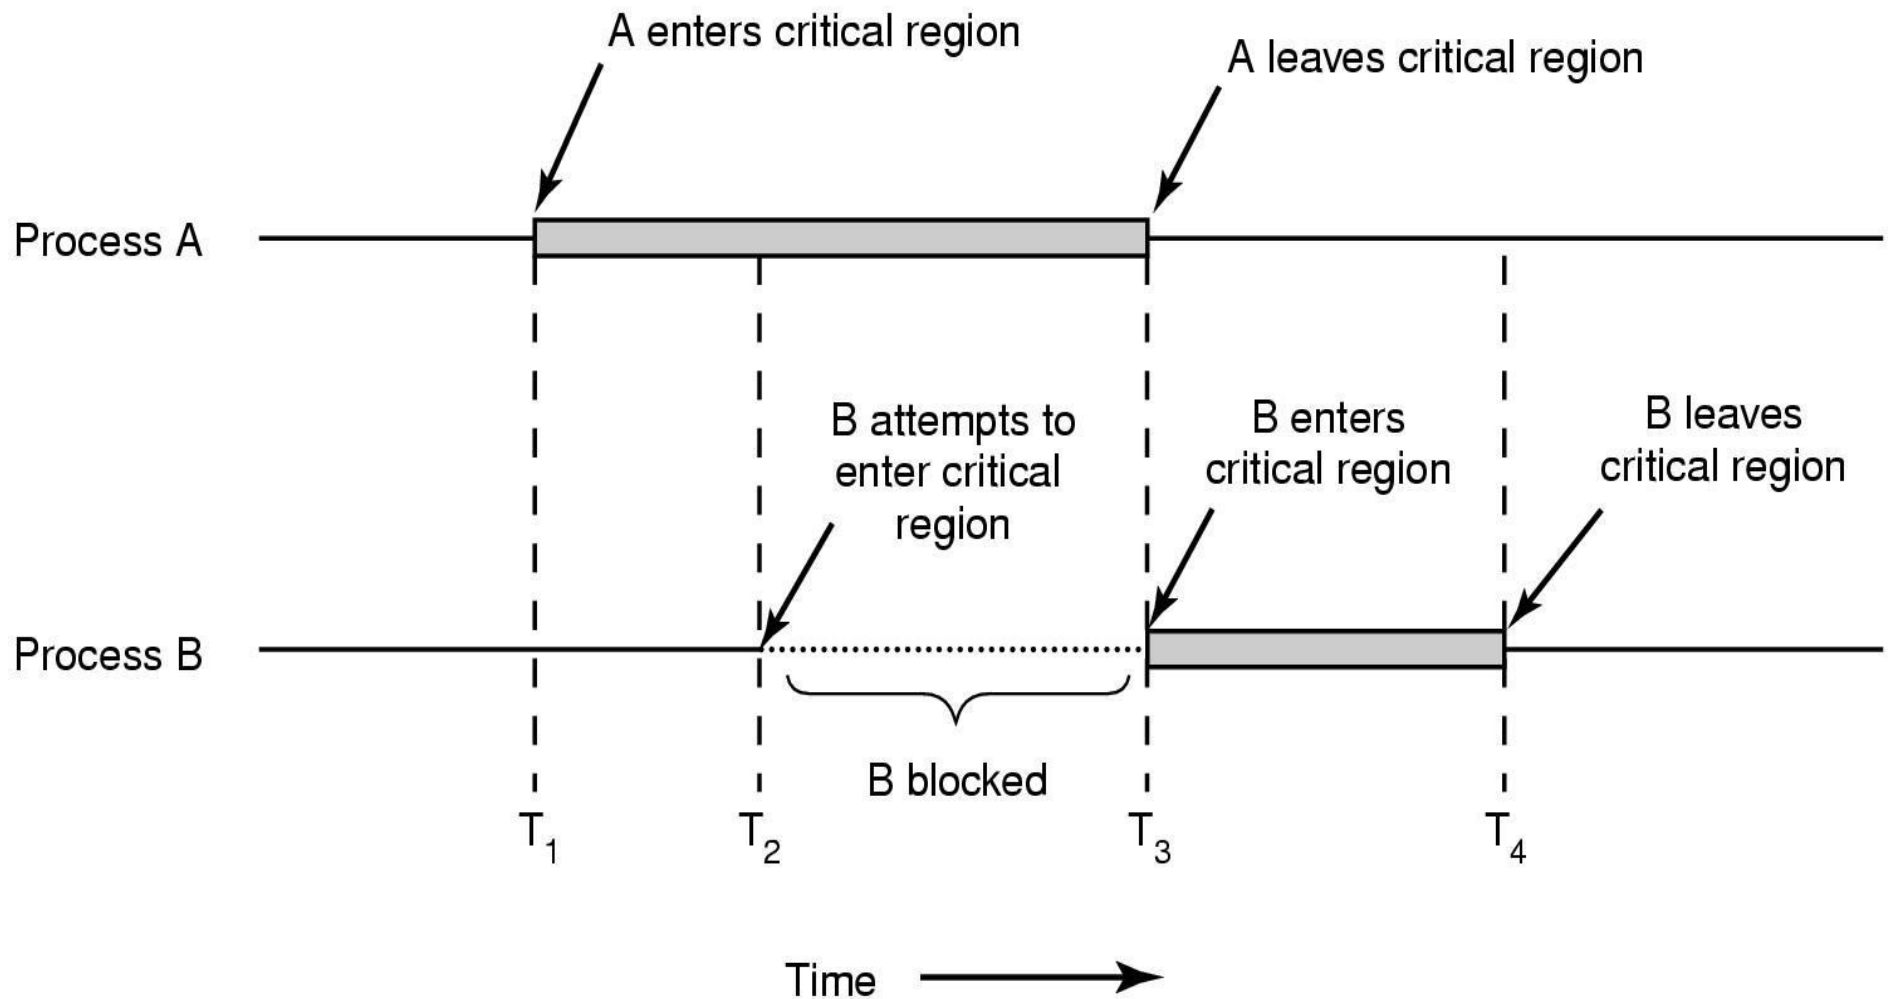 A enters critical region
A leaves critical region
Process A
B attempts to
enter critical
region
B enters
critical region
B leaves
critical region
Process B
B blocked
T1
T2
T3
T4
Time